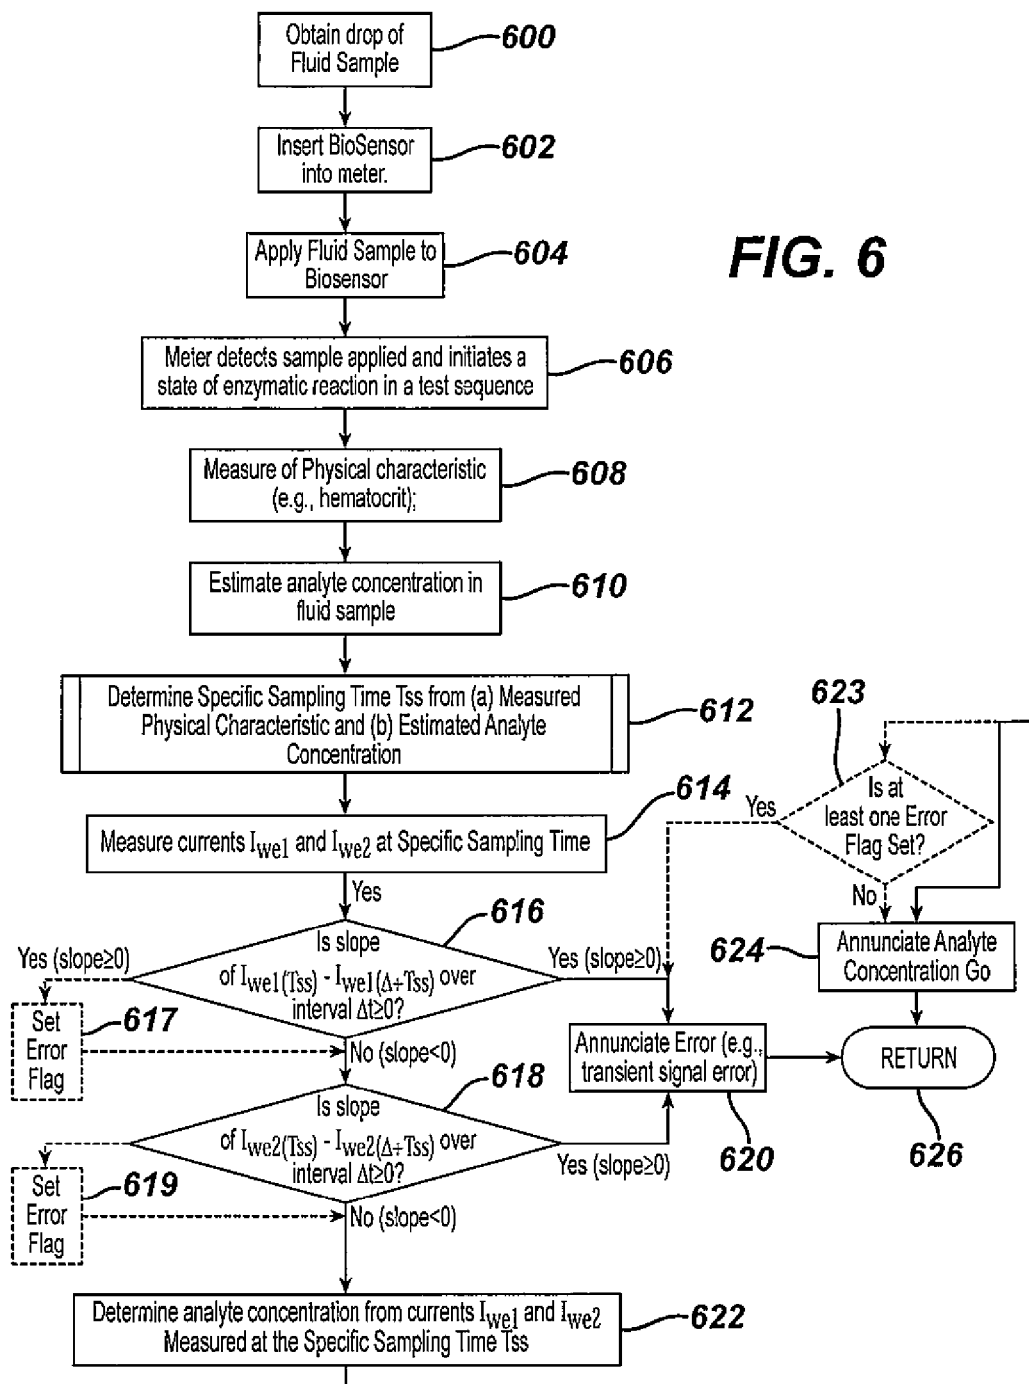 Obtain drop of
Fluid Sample
600
Insert BioSensor
into meter.
602
Apply Fluid Sample to
Biosensor
604
FIG. 6
Meter detects sample applied and initiates a
state of enzymatic reaction in a test sequence
606
Measure of Physical characteristic
(e.g., hematocrit);
608
Estimate analyte concentration in
fluid sample
610
Determine Specific Sampling Time Tss from (a) Measured
Physical Characteristic and (b) Estimated Analyte
Concentration
612
623
Is at
least one Error
Flag Set?
Yes
No
614
Measure currents Iwe1 and Iwe2 at Specific Sampling Time
Yes
616
Is slope
of Iwe1(Tss) - Iwe1(Δ+Tss) over
interval Δt≥0?
Yes (slope≥0)
Yes (slope≥0)
624
Annunciate Analyte
Concentration Go
Set
Error
Flag
617
No (slope<0)
Annunciate Error (e.g.,
transient signal error)
620
RETURN
626
618
Is slope
of Iwe2(Tss) - Iwe2(Δ+Tss) over
interval Δt≥0?
Yes (slope≥0)
Set
Error
Flag
619
No (slope<0)
Determine analyte concentration from currents Iwe1 and Iwe2
Measured at the Specific Sampling Time Tss
622